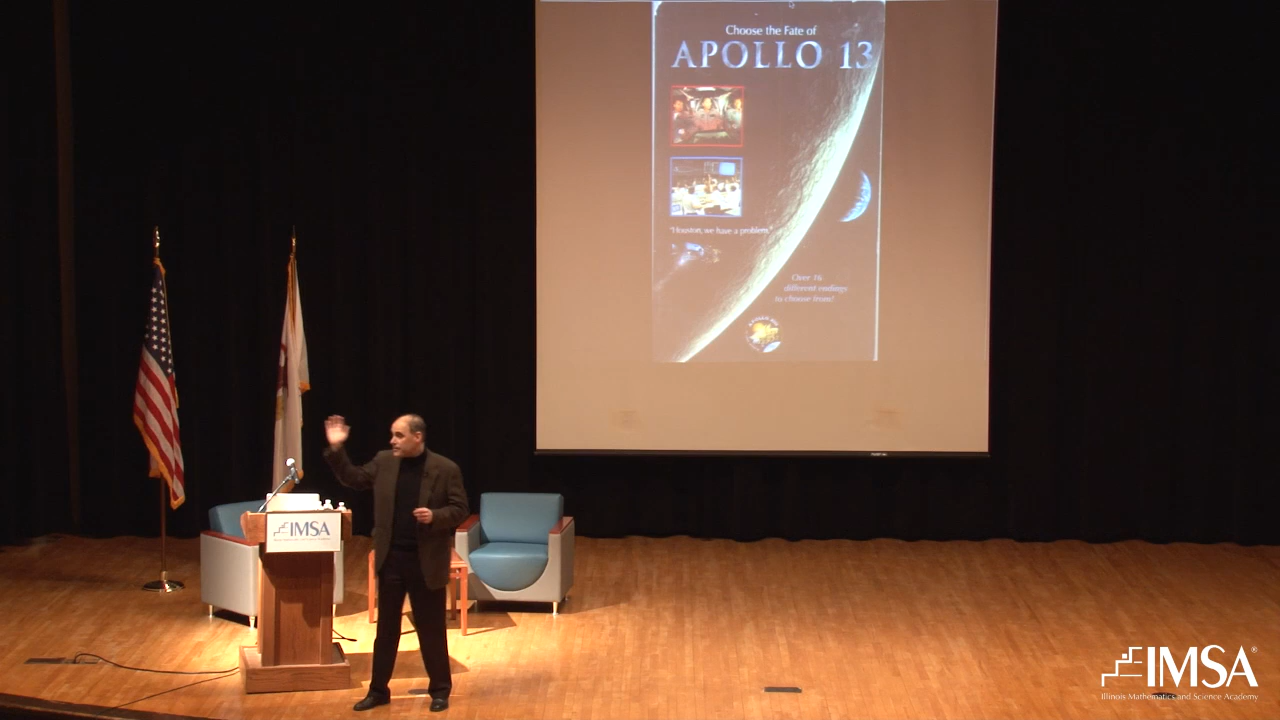 Choose the Fate of
APOLLO 13
"Houston, we have a problem."
Over 16
different endings
to choose from!
IMSA
IMSA®
Illinois Mathematics and Science Academy